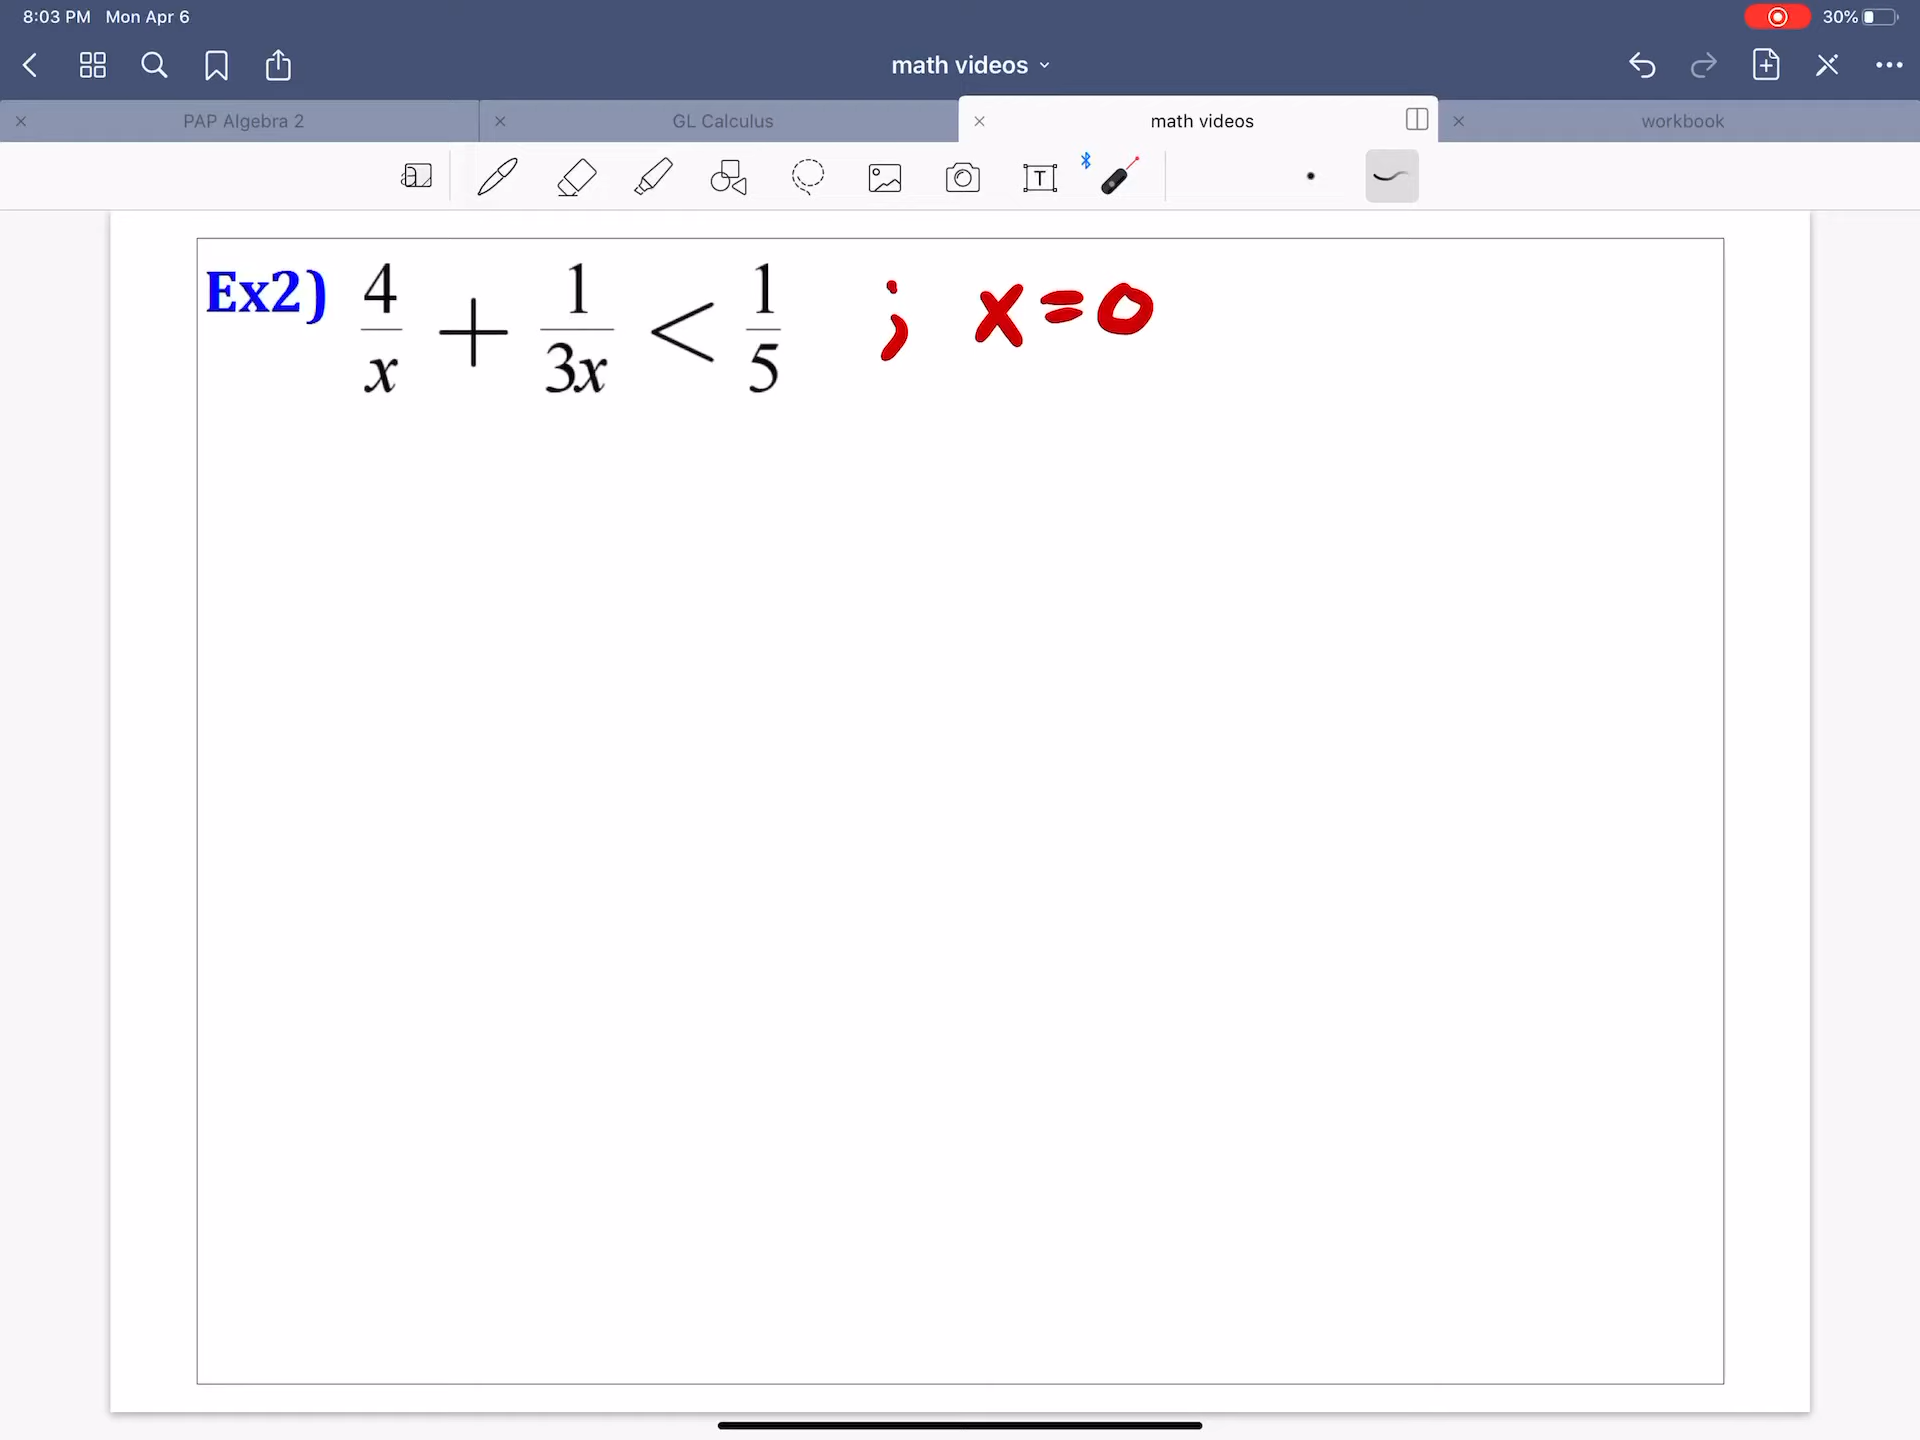 8:03 PM Mon Apr 6 30%
math videos
PAP Algebra 2 GL Calculus math videos workbook
T
Ex2) 4/x + 1/3x < 1/5 ; x=0